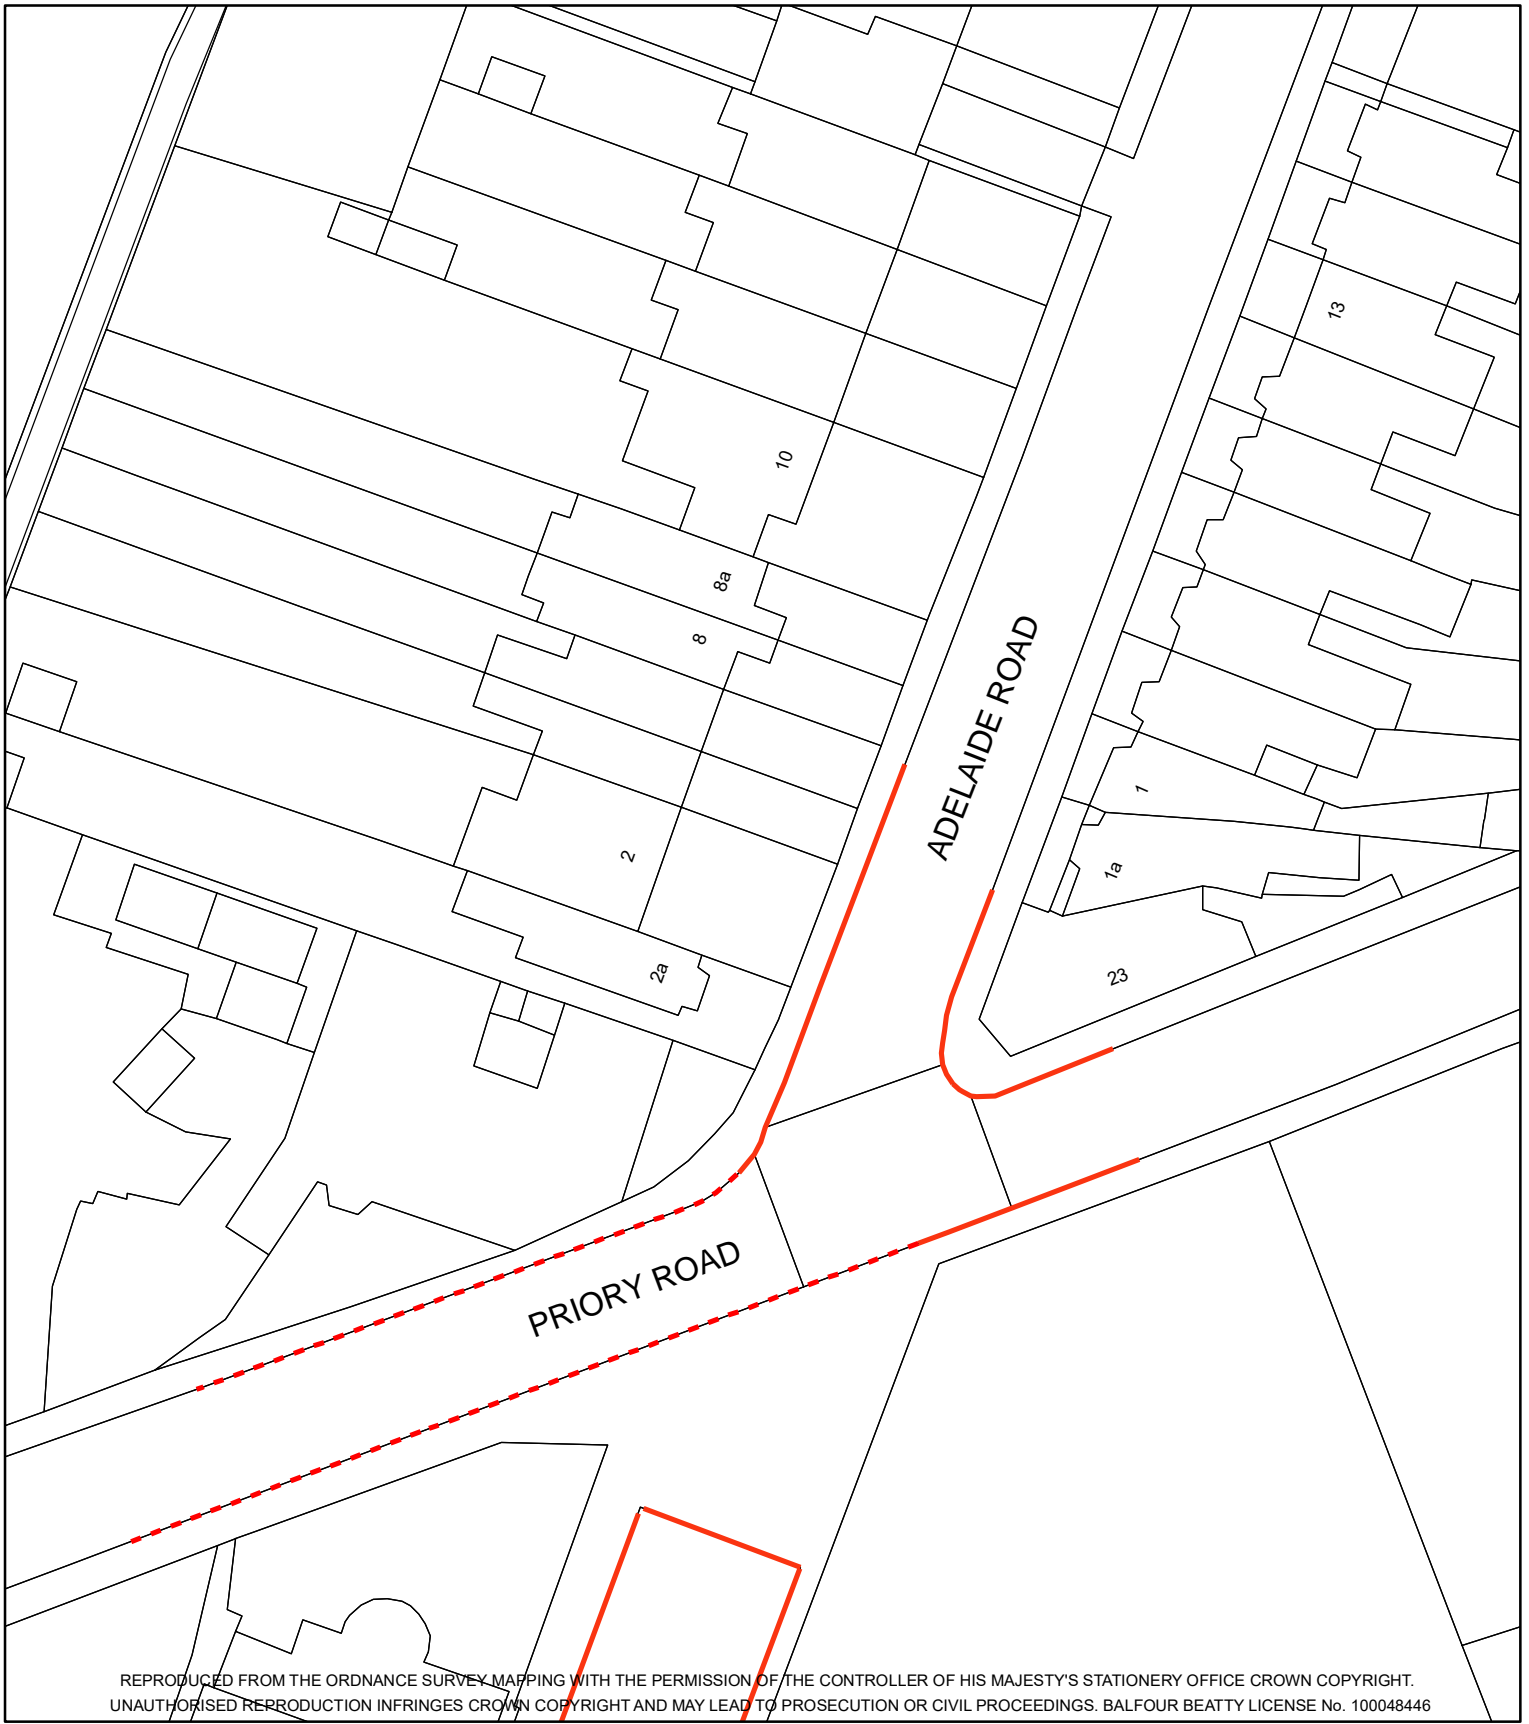 13
10
8a
8
ADELAIDE ROAD
1
2
1a
2a
23
PRIORY ROAD
REPRODUCED FROM THE ORDNANCE SURVEY MAPPING WITH THE PERMISSION OF THE CONTROLLER OF HIS MAJESTY'S STATIONERY OFFICE CROWN COPYRIGHT.
UNAUTHORISED REPRODUCTION INFRINGES CROWN COPYRIGHT AND MAY LEAD TO PROSECUTION OR CIVIL PROCEEDINGS. BALFOUR BEATTY LICENSE No. 100048446